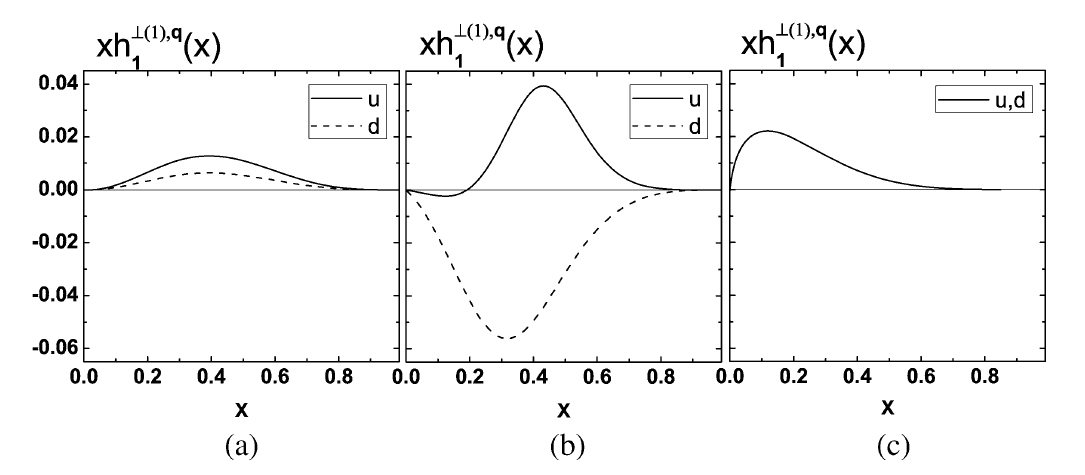 xh₁^⊥(1),q(x) xh₁^⊥(1),q(x) xh₁^⊥(1),q(x)
0.04
0.02
0.00
-0.02
-0.04
-0.06
u
d
u
d
u,d
0.0 0.2 0.4 0.6 0.8 0.0 0.2 0.4 0.6 0.8 0.0 0.2 0.4 0.6 0.8
x x x
(a) (b) (c)